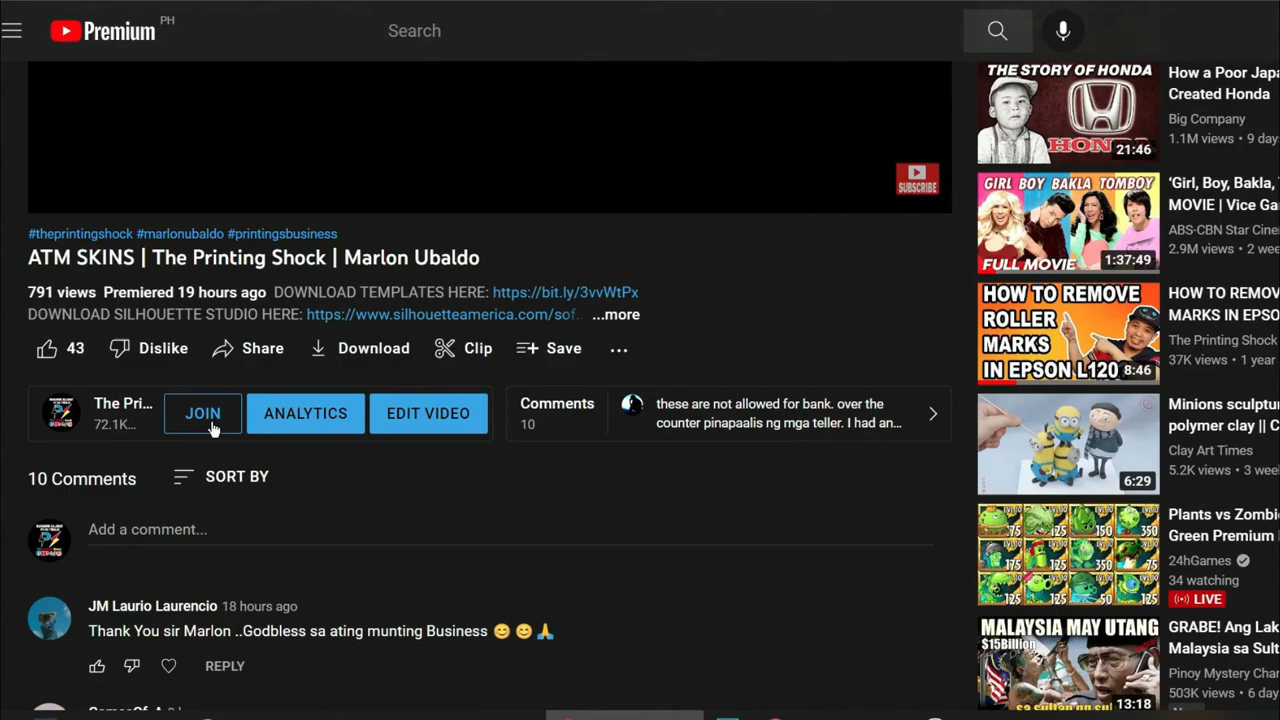 Premium PH
Search
SUBSCRIBE
#theprintingshock #marlonubaldo #printingsbusiness
ATM SKINS | The Printing Shock | Marlon Ubaldo
791 views Premiered 19 hours ago DOWNLOAD TEMPLATES HERE: https://bit.ly/3vvWtPx
DOWNLOAD SILHOUETTE STUDIO HERE: https://www.silhouetteamerica.com/sof... ...more
43 Dislike Share Download Clip Save ...
The Pri...
72.1K...
JOIN
ANALYTICS
EDIT VIDEO
Comments
10
these are not allowed for bank. over the
counter pinapaalis ng mga teller. I had an...
10 Comments
SORT BY
Add a comment...
JM Laurio Laurencio 18 hours ago
Thank You sir Marlon ..Godbless sa ating munting Business 😊 😊 🙏
REPLY
THE STORY OF HONDA
HONDA
21:46
How a Poor Japa
Created Honda
Big Company
1.1M views • 9 day
GIRL BOY BAKLA TOMBOY
FULL MOVIE
1:37:49
'Girl, Boy, Bakla,
MOVIE | Vice Ga
ABS-CBN Star Cine
2.9M views • 2 wee
HOW TO REMOVE
ROLLER
MARKS
IN EPSON L120
8:46
HOW TO REMOV
MARKS IN EPSO
The Printing Shock
37K views • 1 year
6:29
Minions sculptur
polymer clay ||
Clay Art Times
5.2K views • 3 week
Plants vs Zombi
Green Premium
24hGames
34 watching
LIVE
MALAYSIA MAY UTANG
$15Billion
sa sultan ng sul
13:18
GRABE! Ang Lak
Malaysia sa Sult
Pinoy Mystery Chan
503K views • 6 day